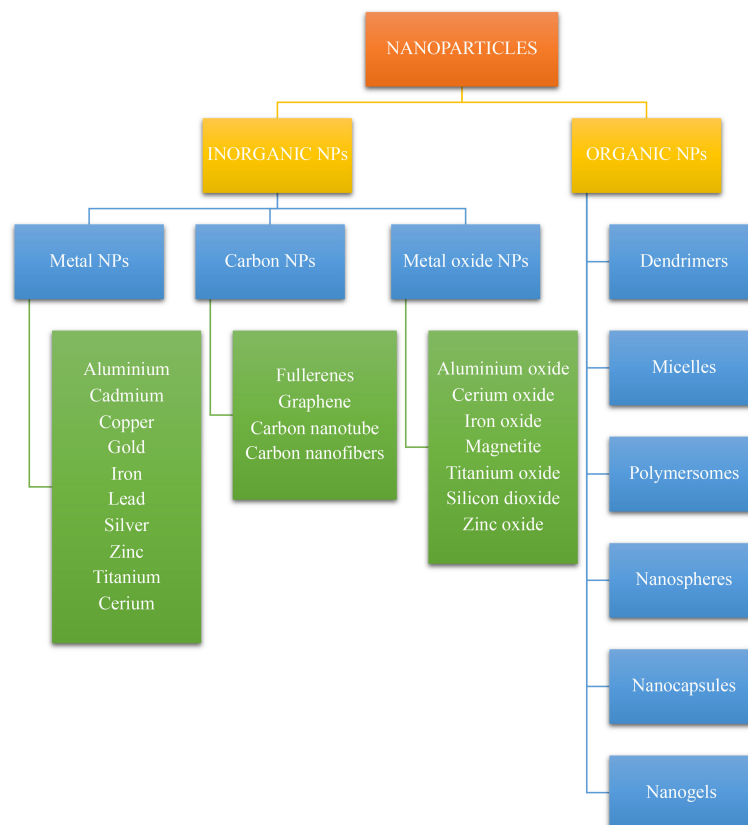 NANOPARTICLES
INORGANIC NPs
ORGANIC NPs
Metal NPs
Carbon NPs
Metal oxide NPs
Aluminium
Cadmium
Copper
Gold
Iron
Lead
Silver
Zinc
Titanium
Cerium
Fullerenes
Graphene
Carbon nanotube
Carbon nanofibers
Aluminium oxide
Cerium oxide
Iron oxide
Magnetite
Titanium oxide
Silicon dioxide
Zinc oxide
Dendrimers
Micelles
Polymersomes
Nanospheres
Nanocapsules
Nanogels